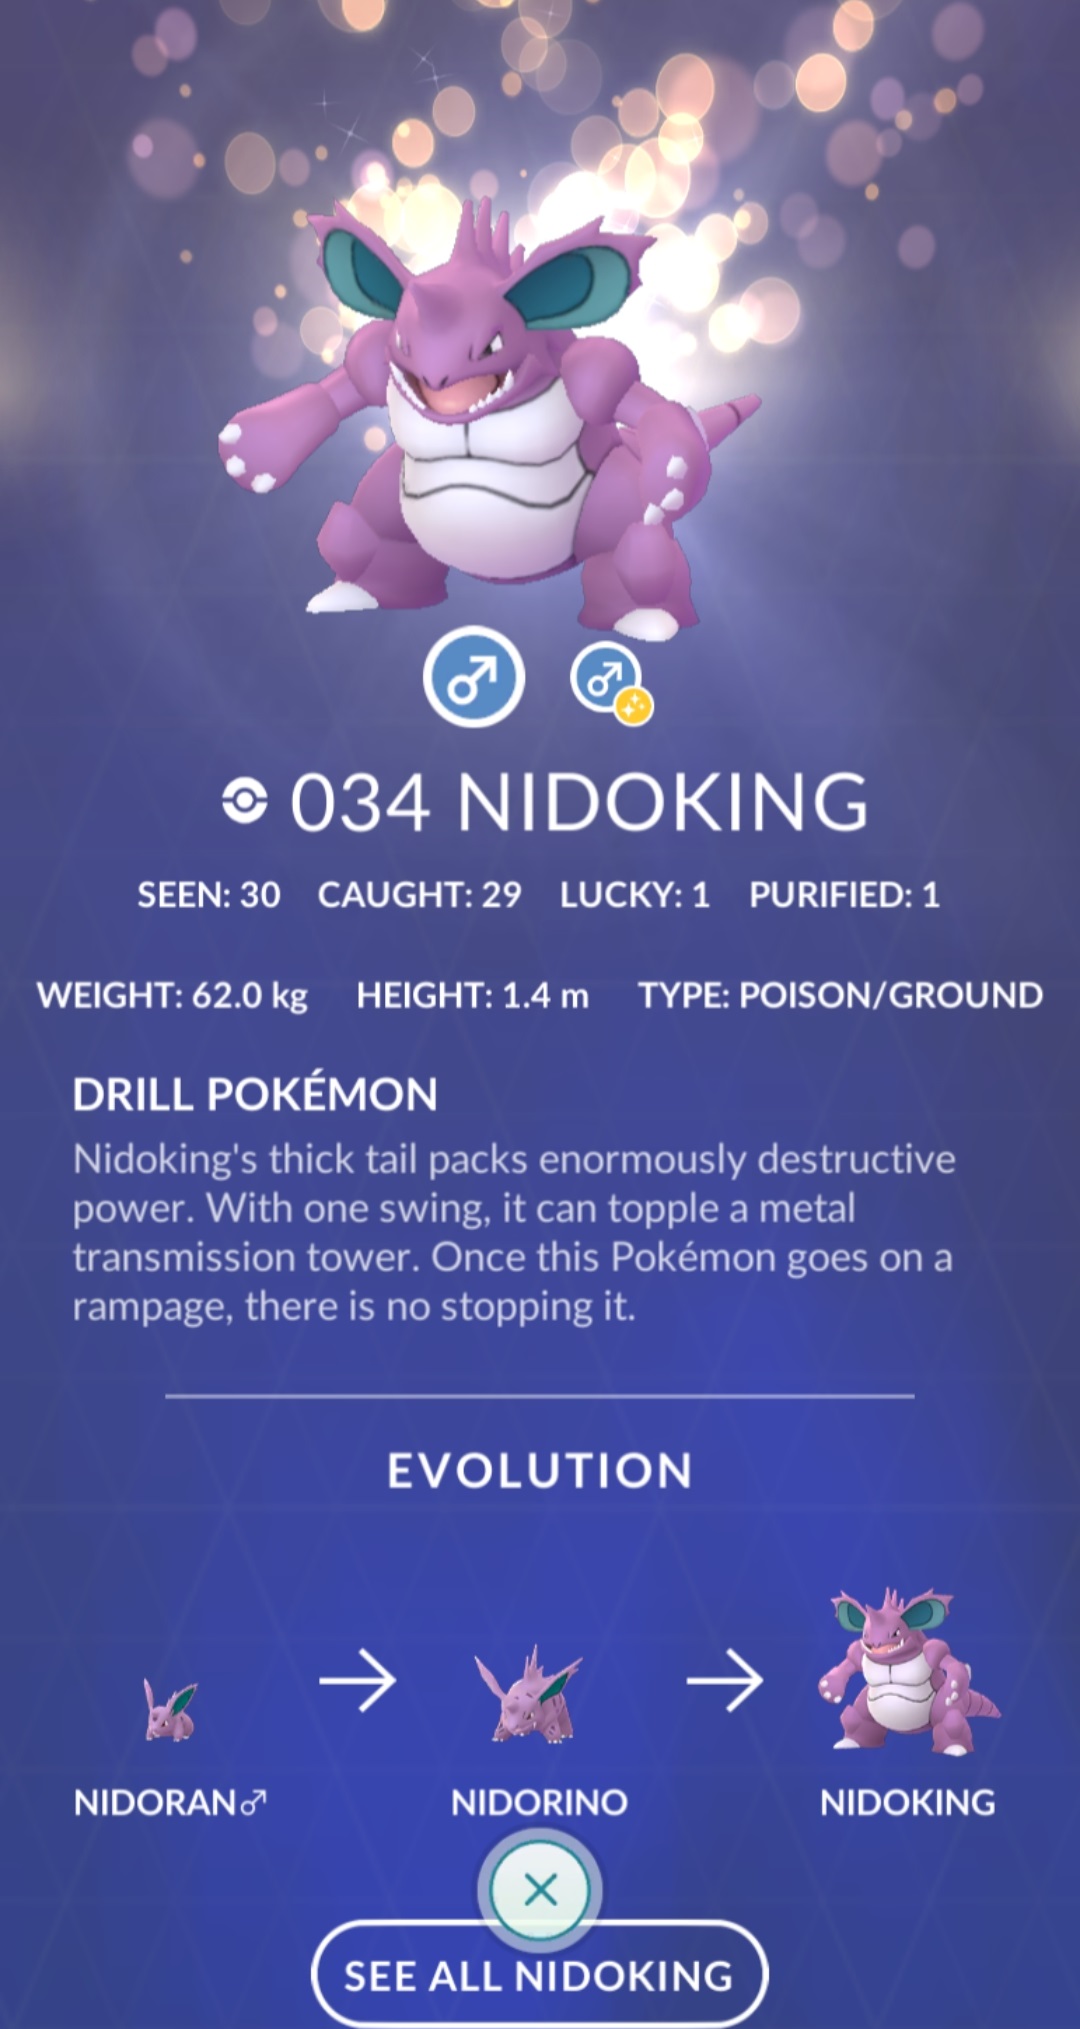 034 NIDOKING
SEEN: 30 CAUGHT: 29 LUCKY: 1 PURIFIED: 1
WEIGHT: 62.0 kg HEIGHT: 1.4 m TYPE: POISON/GROUND
DRILL POKÉMON
Nidoking's thick tail packs enormously destructive
power. With one swing, it can topple a metal
transmission tower. Once this Pokémon goes on a
rampage, there is no stopping it.
EVOLUTION
NIDORAN♂ NIDORINO NIDOKING
SEE ALL NIDOKING